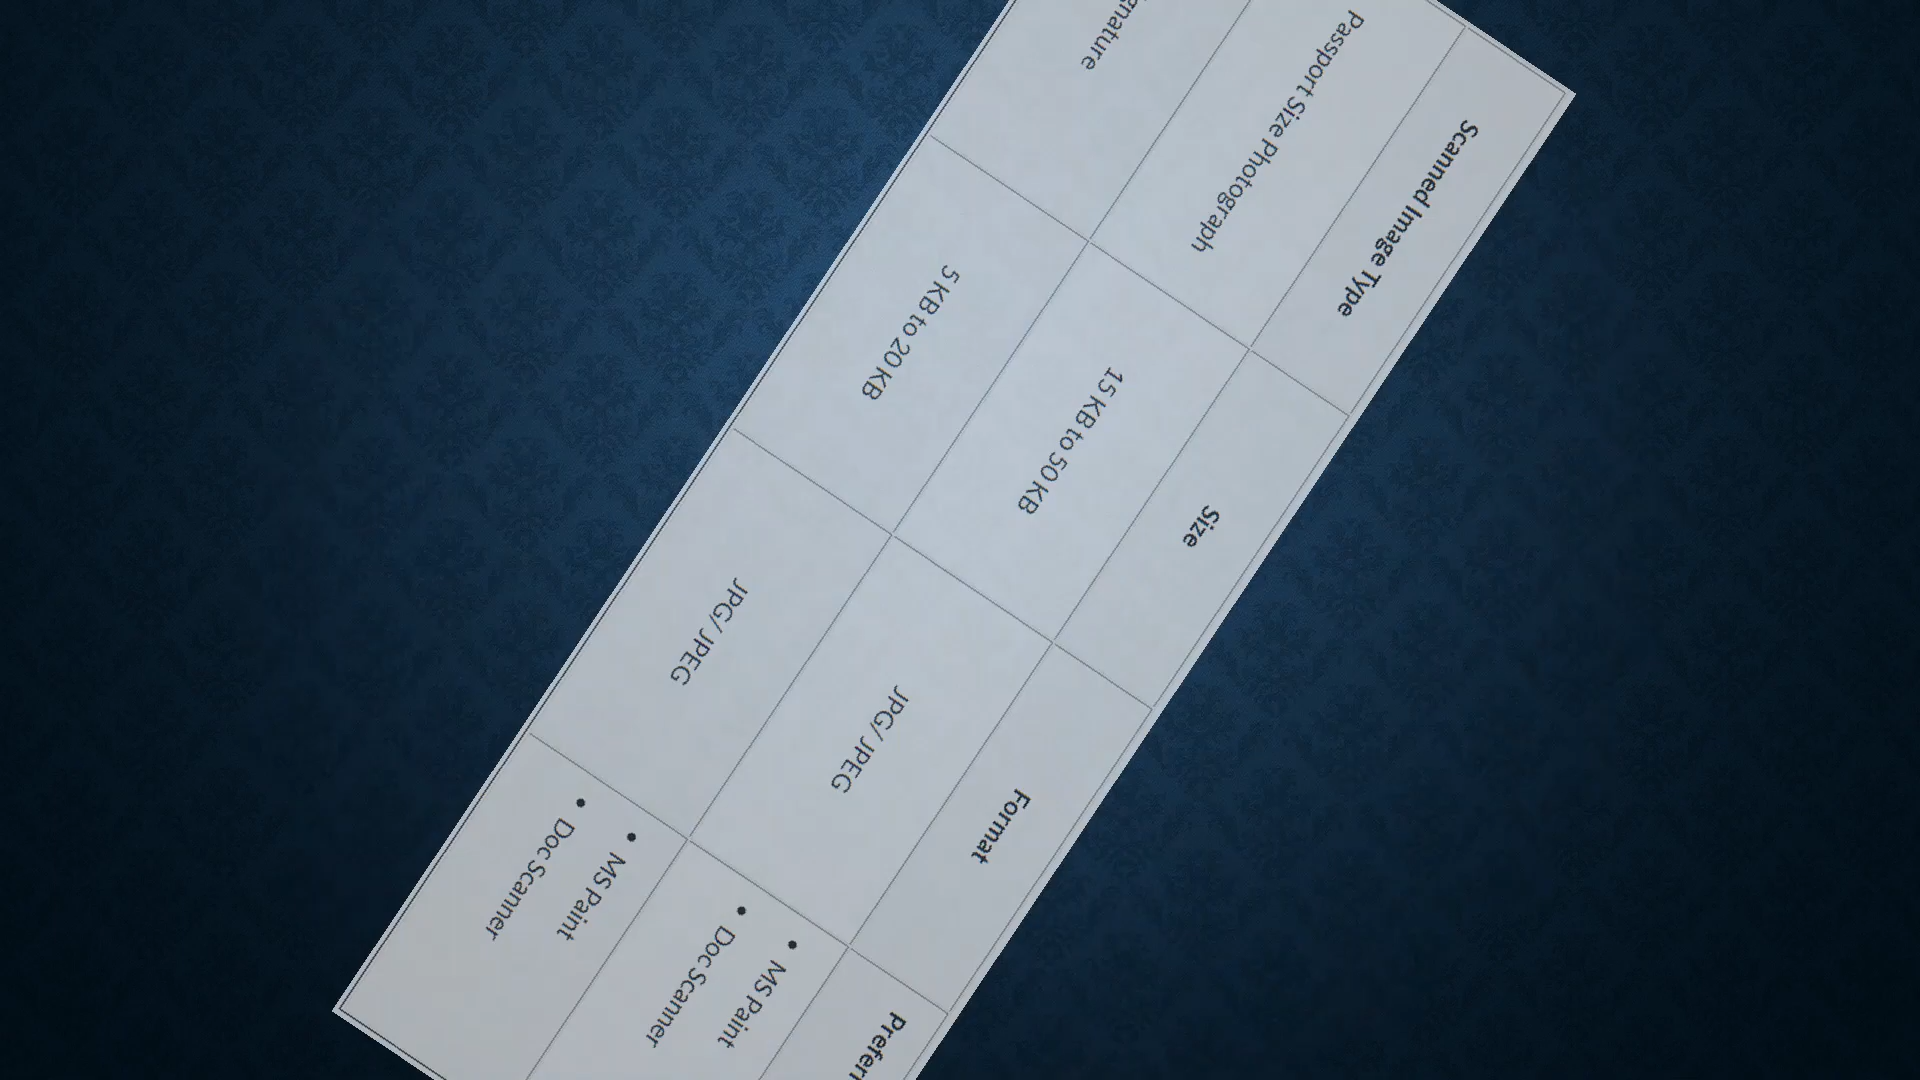 Scanned Image Type
Size
Format
Passport Size Photograph
15 KB to 50 KB
JPG/ JPEG
• MS Paint
• Doc Scanner
5 KB to 20 KB
JPG/ JPEG
• MS Paint
• Doc Scanner